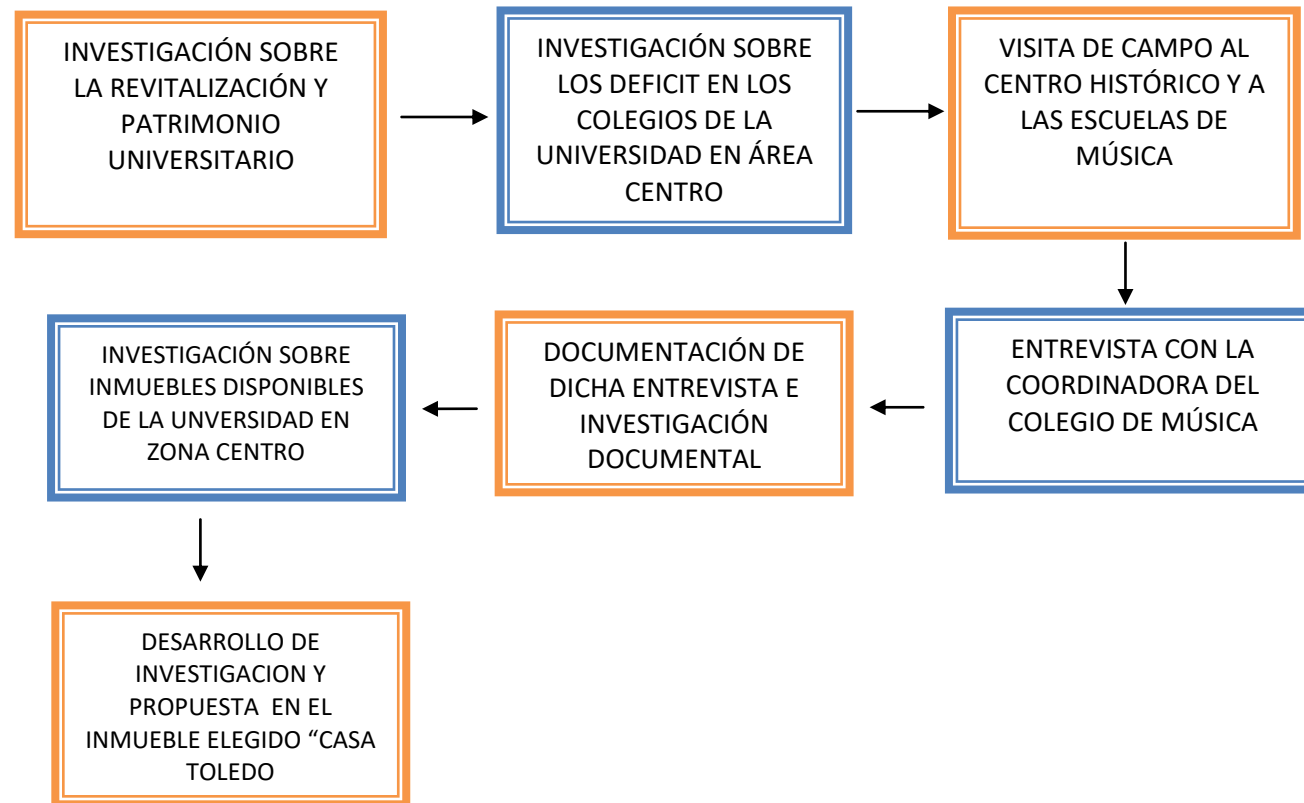 INVESTIGACIÓN SOBRE
LA REVITALIZACIÓN Y
PATRIMONIO
UNIVERSITARIO
INVESTIGACIÓN SOBRE
LOS DEFICIT EN LOS
COLEGIOS DE LA
UNIVERSIDAD EN ÁREA
CENTRO
VISITA DE CAMPO AL
CENTRO HISTÓRICO Y A
LAS ESCUELAS DE
MÚSICA
ENTREVISTA CON LA
COORDINADORA DEL
COLEGIO DE MÚSICA
DOCUMENTACIÓN DE
DICHA ENTREVISTA E
INVESTIGACIÓN
DOCUMENTAL
INVESTIGACIÓN SOBRE
INMUEBLES DISPONIBLES
DE LA UNVERSIDAD EN
ZONA CENTRO
DESARROLLO DE
INVESTIGACION Y
PROPUESTA EN EL
INMUEBLE ELEGIDO “CASA
TOLEDO